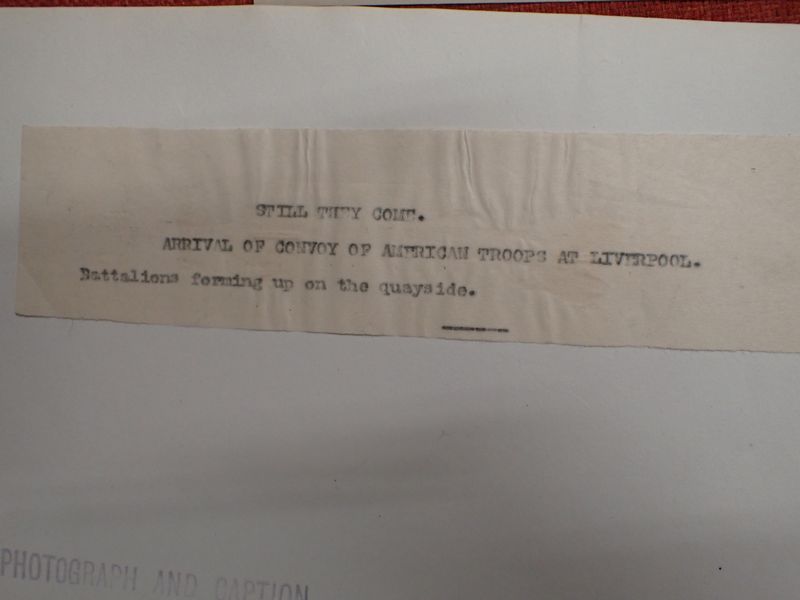 STILL THEY COME.
ARRIVAL OF CONVOY OF AMERICAN TROOPS AT LIVERPOOL.
Battalions forming up on the quayside.
PHOTOGRAPH AND CAPTION